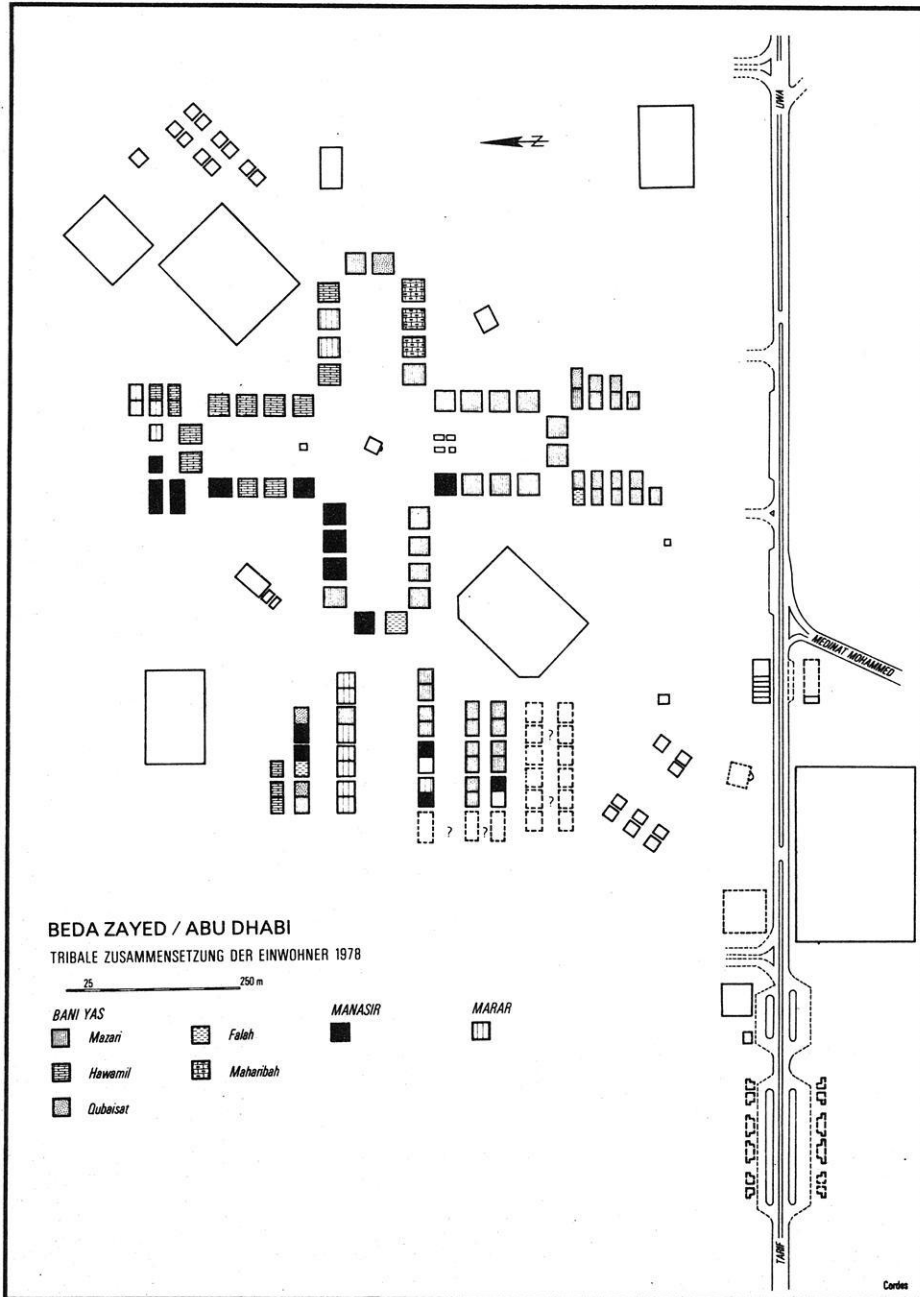 LIWA
N
MEDINAT MOHAMMED
?
?
? ?
BEDA ZAYED / ABU DHABI
TRIBALE ZUSAMMENSETZUNG DER EINWOHNER 1978
25 250 m
BANI YAS MANASIR MARAR
Mazari Falah
Hawamil Maharibah
Qubaisat
TARIF
Cordes